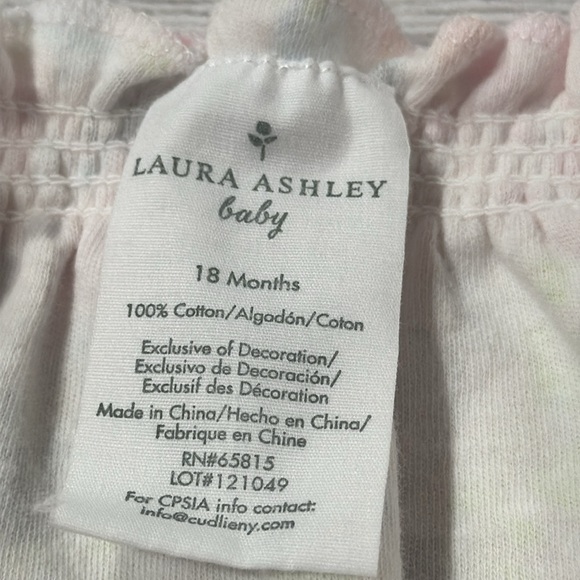 LAURA ASHLEY
baby
18 Months
100% Cotton/Algodón/Coton
Exclusive of Decoration/
Exclusivo de Decoración/
Exclusif des Décoration
Made in China/Hecho en China/
Fabrique en Chine
RN#65815
LOT#121049
For CPSIA info contact:
info@cudlieny.com